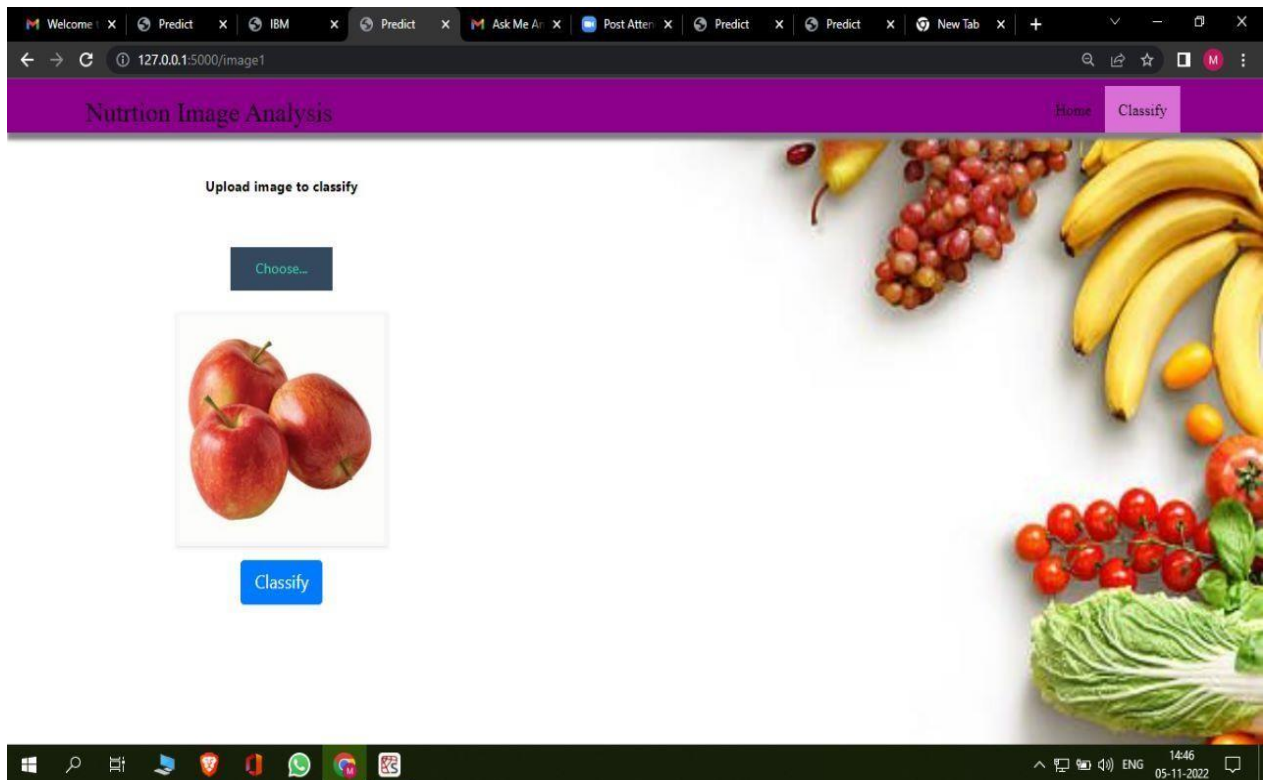 Welcome t
Predict
IBM
Predict
Ask Me An
Post Atten
Predict
Predict
New Tab
127.0.0.1:5000/image1
M
Nutrtion Image Analysis
Home
Classify
Upload image to classify
Choose...
Classify
ENG
14:46
05-11-2022